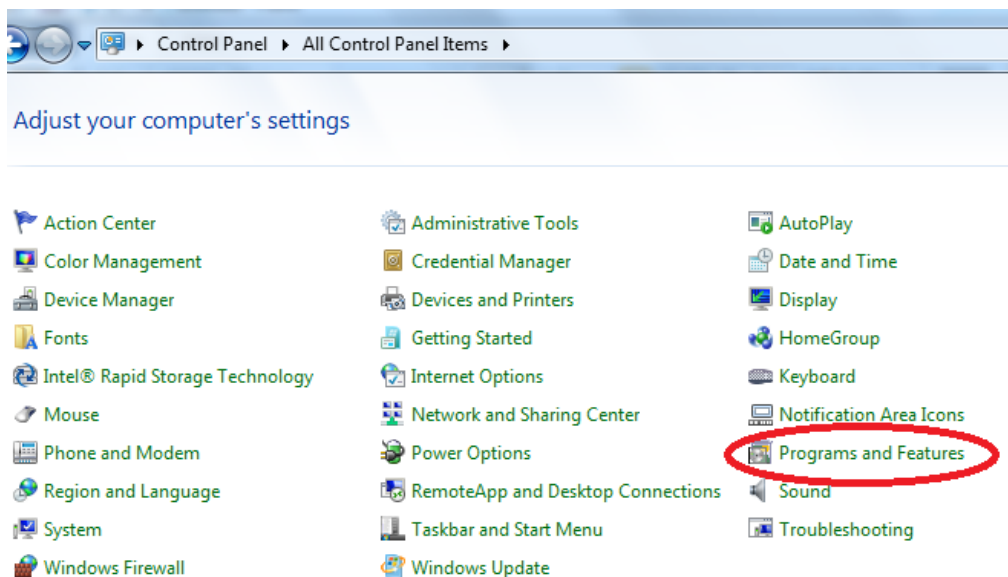 Control Panel ▸ All Control Panel Items ▸
Adjust your computer's settings
Action Center Administrative Tools AutoPlay
Color Management Credential Manager Date and Time
Device Manager Devices and Printers Display
Fonts Getting Started HomeGroup
Intel® Rapid Storage Technology Internet Options Keyboard
Mouse Network and Sharing Center Notification Area Icons
Phone and Modem Power Options Programs and Features
Region and Language RemoteApp and Desktop Connections Sound
System Taskbar and Start Menu Troubleshooting
Windows Firewall Windows Update